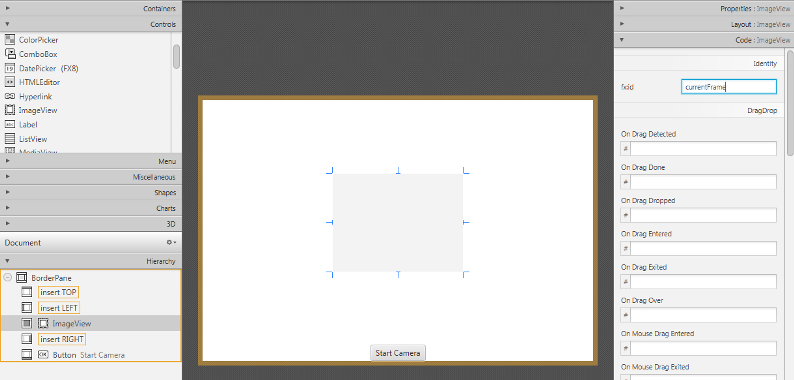 Containers
Controls
ColorPicker
ComboBox
DatePicker (FX8)
HTMLEditor
Hyperlink
ImageView
Label
ListView
MediaView
Menu
Miscellaneous
Shapes
Charts
3D
Document
Hierarchy
BorderPane
insert TOP
insert LEFT
ImageView
insert RIGHT
Button Start Camera
Start Camera
Properties : ImageView
Layout : ImageView
Code : ImageView
Identity
fx:id currentFrame
DragDrop
On Drag Detected
#
On Drag Done
#
On Drag Dropped
#
On Drag Entered
#
On Drag Exited
#
On Drag Over
#
On Mouse Drag Entered
#
On Mouse Drag Exited